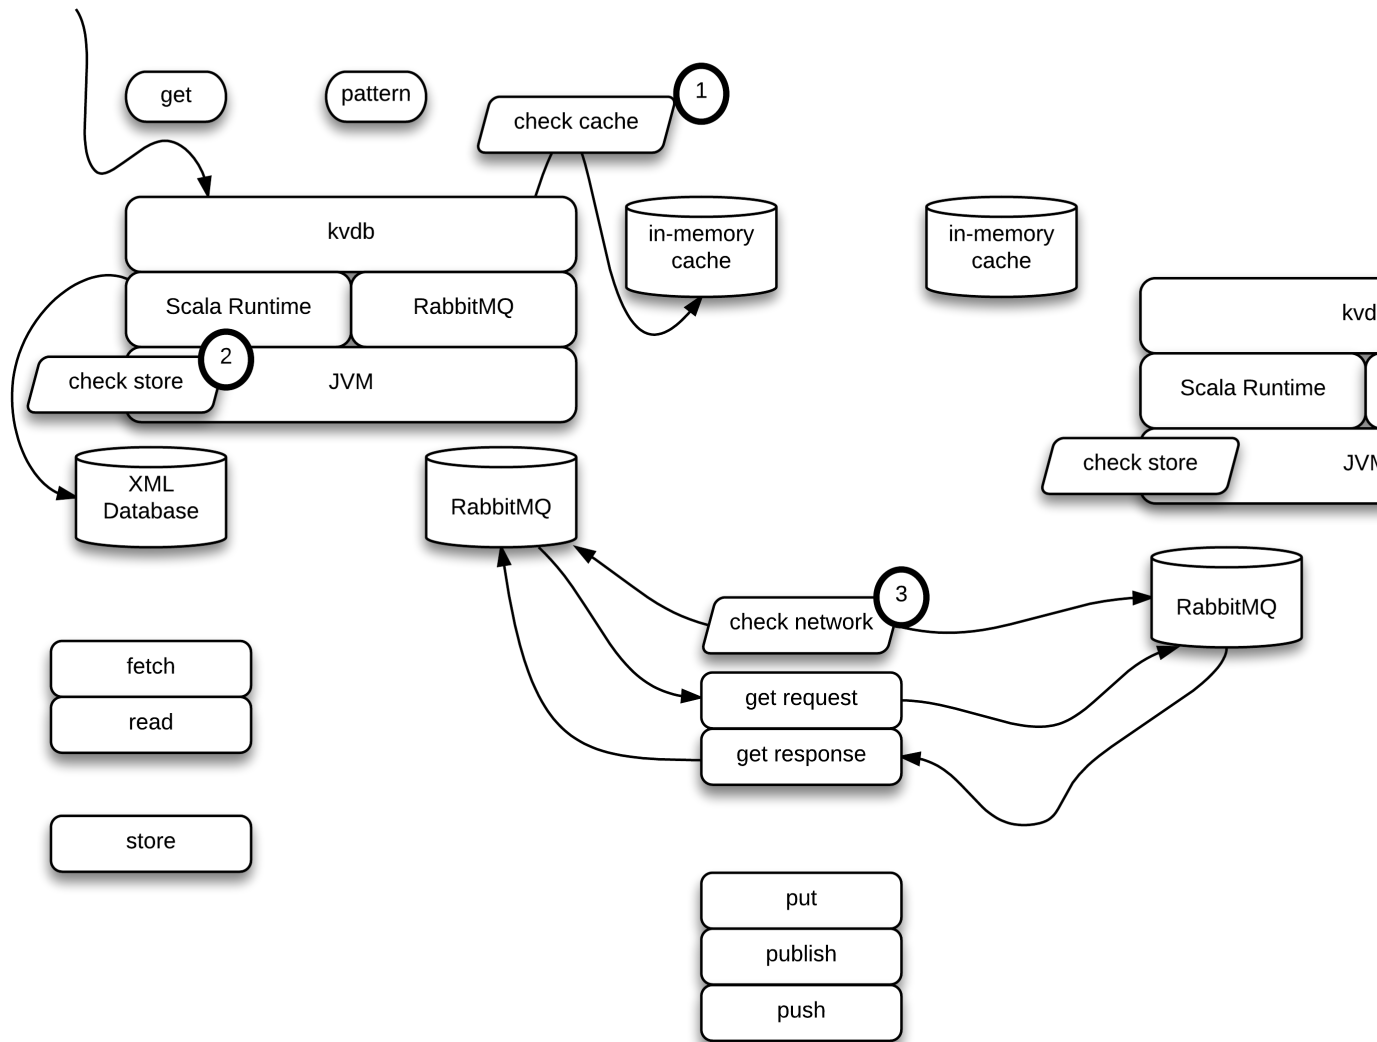 get
pattern
check cache
1
kvdb
in-memory
cache
in-memory
cache
Scala Runtime
RabbitMQ
kvd
2
check store
JVM
Scala Runtime
XML
Database
RabbitMQ
check store
JVM
3
check network
RabbitMQ
fetch
read
get request
get response
store
put
publish
push